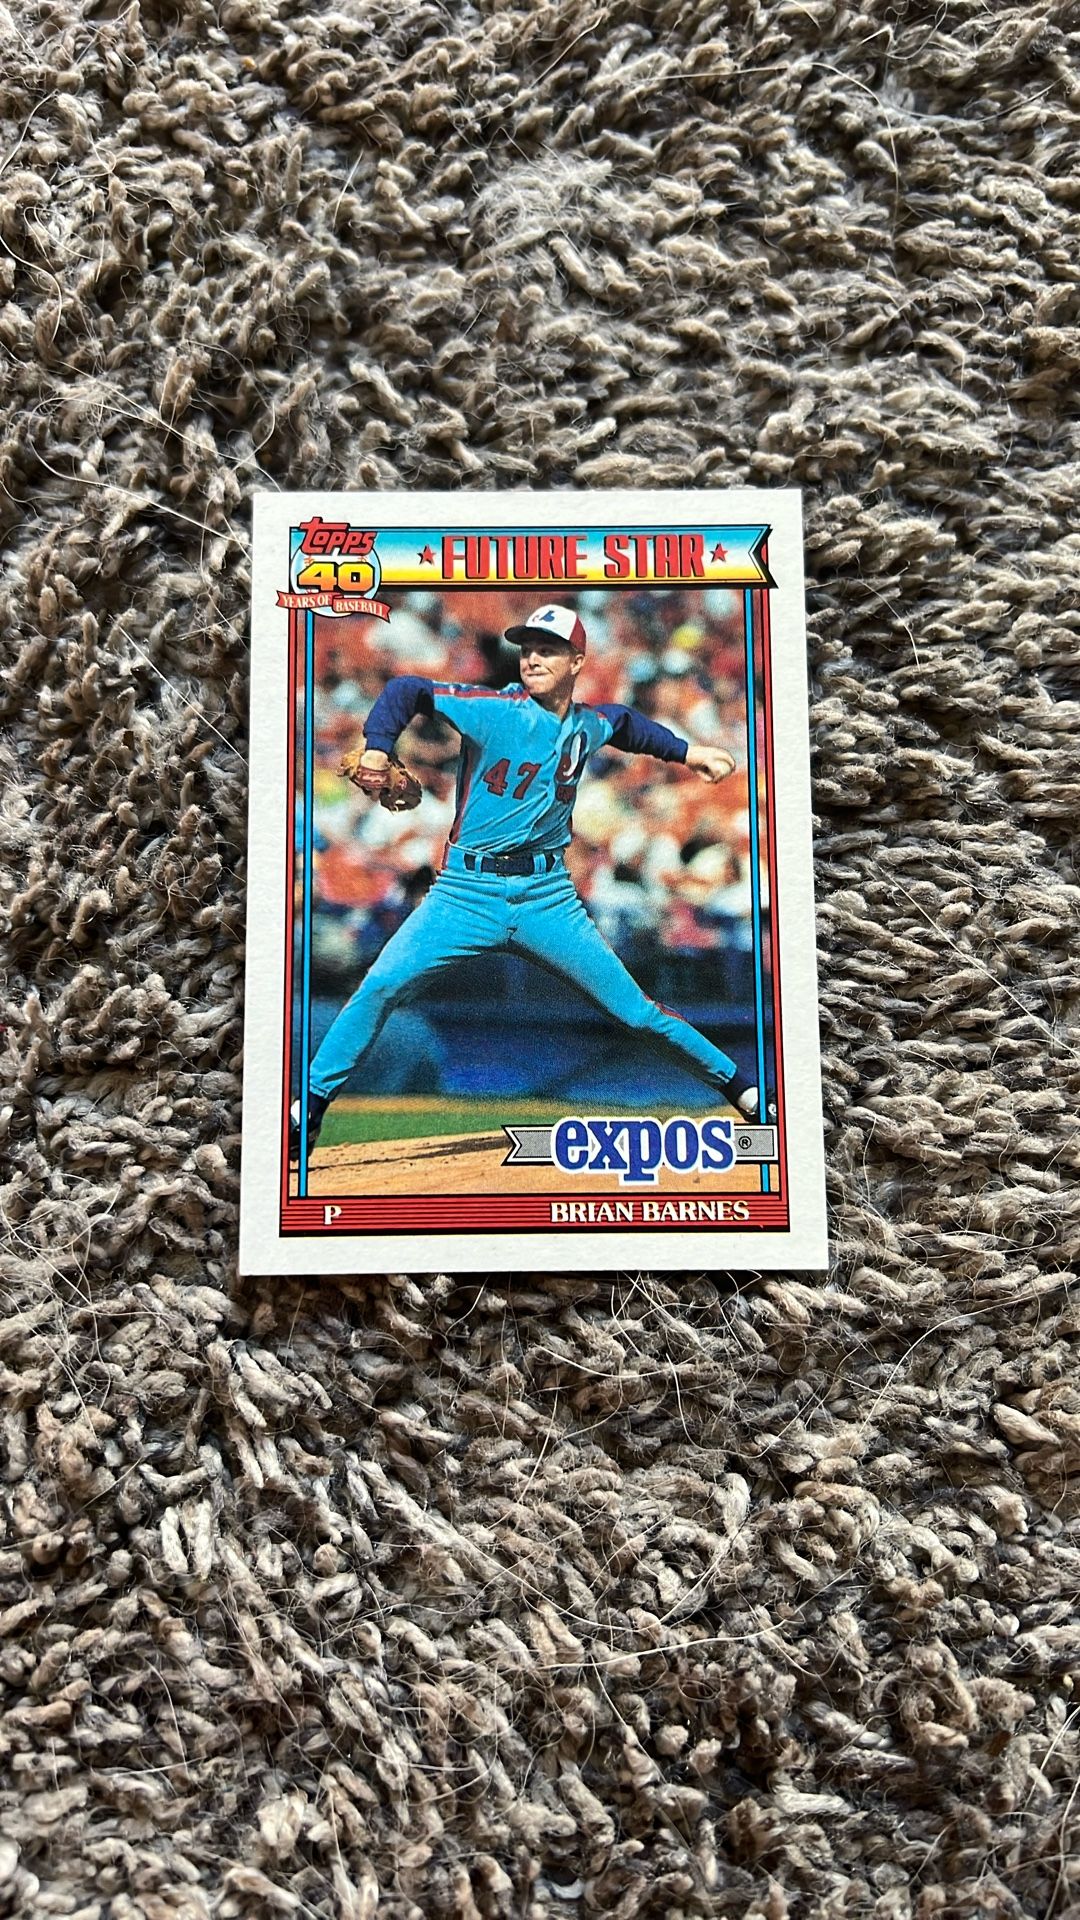 topps
40
YEARS OF BASEBALL
★ FUTURE STAR ★
47
expos®
P BRIAN BARNES